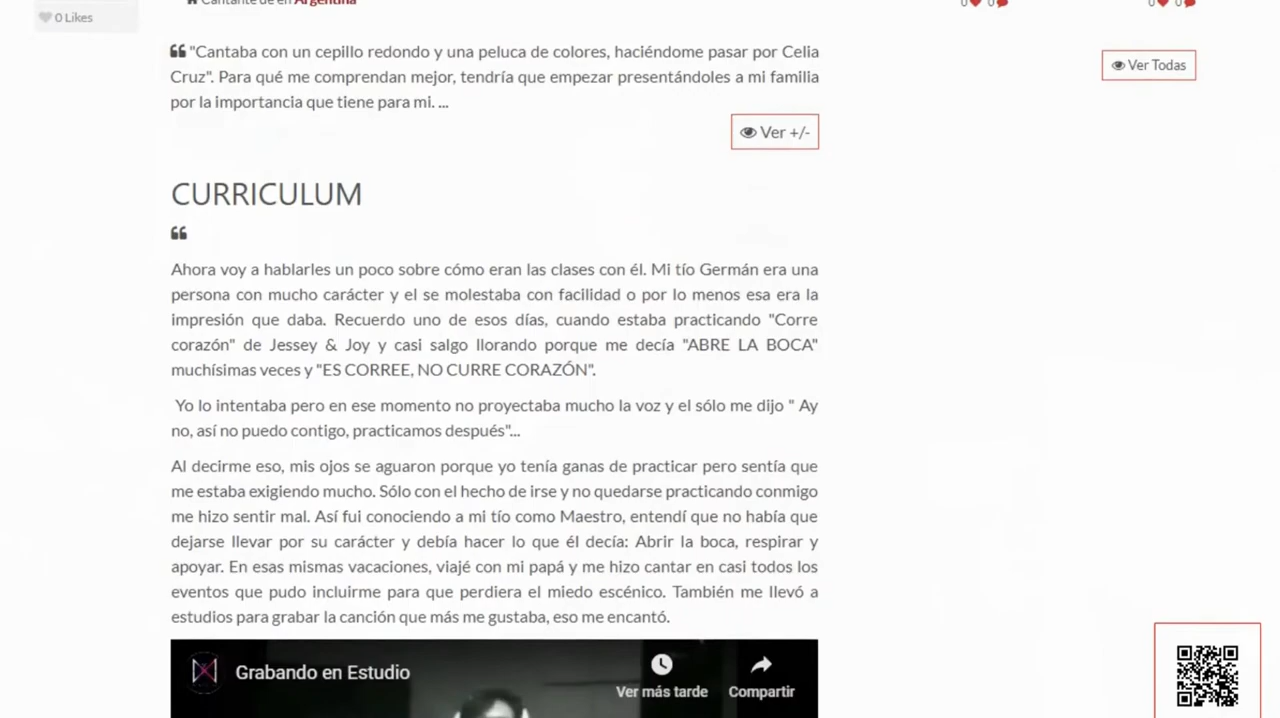 Cantante de en Argentina
0 Likes
0 0
0 0
"Cantaba con un cepillo redondo y una peluca de colores, haciéndome pasar por Celia
Cruz". Para qué me comprendan mejor, tendría que empezar presentándoles a mi familia
por la importancia que tiene para mi. ...
Ver Todas
Ver +/-
CURRICULUM
Ahora voy a hablarles un poco sobre cómo eran las clases con él. Mi tío Germán era una
persona con mucho carácter y el se molestaba con facilidad o por lo menos esa era la
impresión que daba. Recuerdo uno de esos días, cuando estaba practicando "Corre
corazón" de Jessey & Joy y casi salgo llorando porque me decía "ABRE LA BOCA"
muchísimas veces y "ES CORREE, NO CURRE CORAZÓN".
Yo lo intentaba pero en ese momento no proyectaba mucho la voz y el sólo me dijo " Ay
no, así no puedo contigo, practicamos después"...
Al decirme eso, mis ojos se aguaron porque yo tenía ganas de practicar pero sentía que
me estaba exigiendo mucho. Sólo con el hecho de irse y no quedarse practicando conmigo
me hizo sentir mal. Así fui conociendo a mi tío como Maestro, entendí que no había que
dejarse llevar por su carácter y debía hacer lo que él decía: Abrir la boca, respirar y
apoyar. En esas mismas vacaciones, viajé con mi papá y me hizo cantar en casi todos los
eventos que pudo incluirme para que perdiera el miedo escénico. También me llevó a
estudios para grabar la canción que más me gustaba, eso me encantó.
Grabando en Estudio
Ver más tarde
Compartir